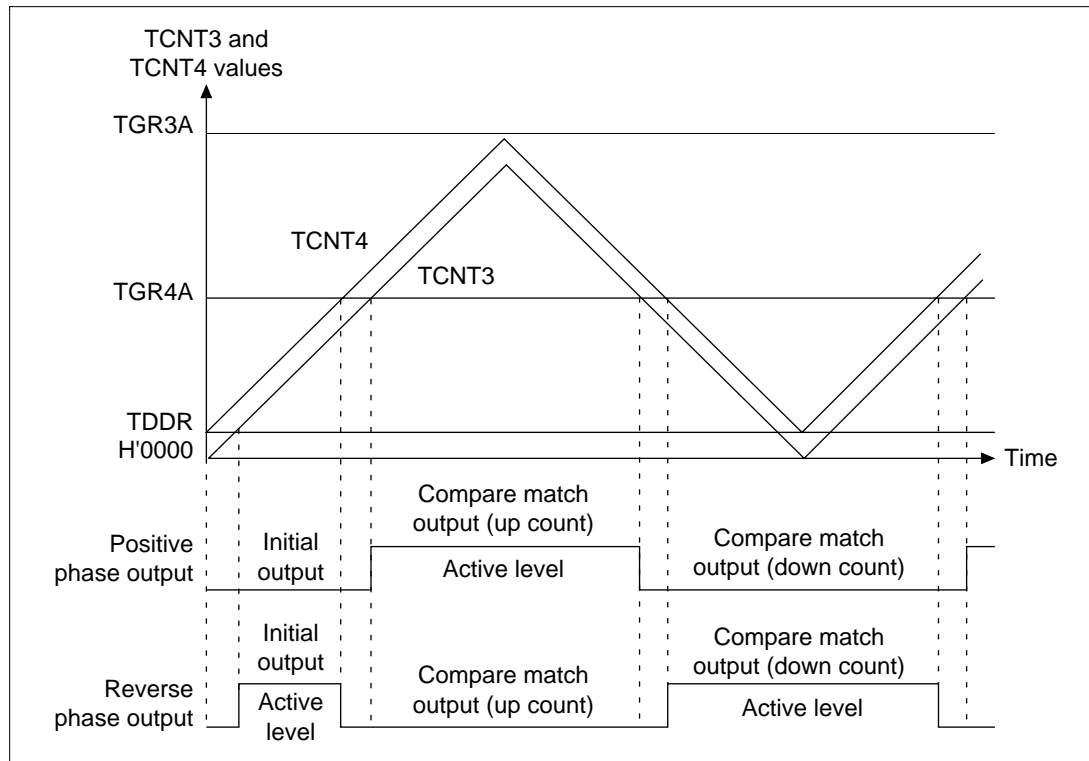 TCNT3 and
TCNT4 values
TGR3A
TCNT4
TCNT3
TGR4A
TDDR
H'0000
Time
Compare match
output (up count)
Positive
phase output
Initial
output
Active level
Compare match
output (down count)
Initial
output
Compare match
output (up count)
Compare match
output (down count)
Reverse
phase output
Active
level
Active level